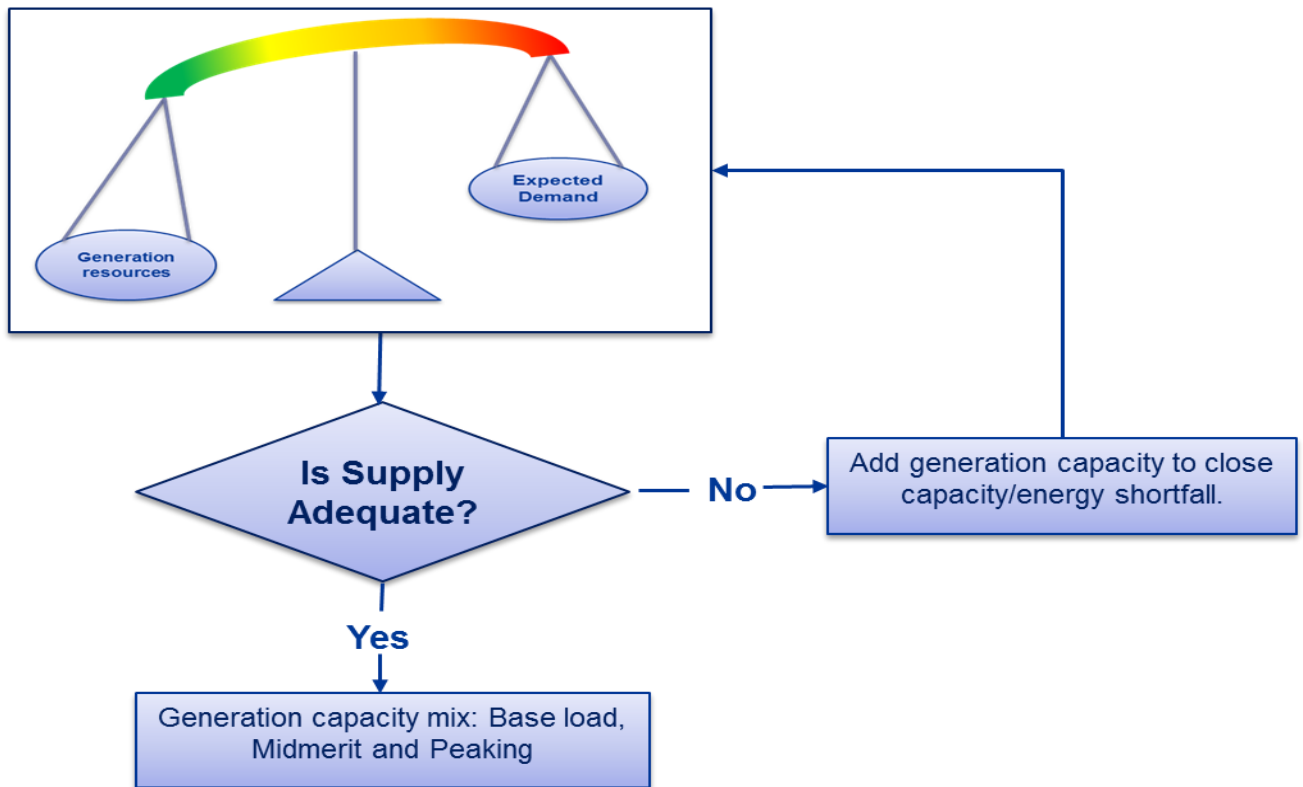 Expected
Demand
Generation
resources
Is Supply
Adequate?
No
Add generation capacity to close
capacity/energy shortfall.
Yes
Generation capacity mix: Base load,
Midmerit and Peaking